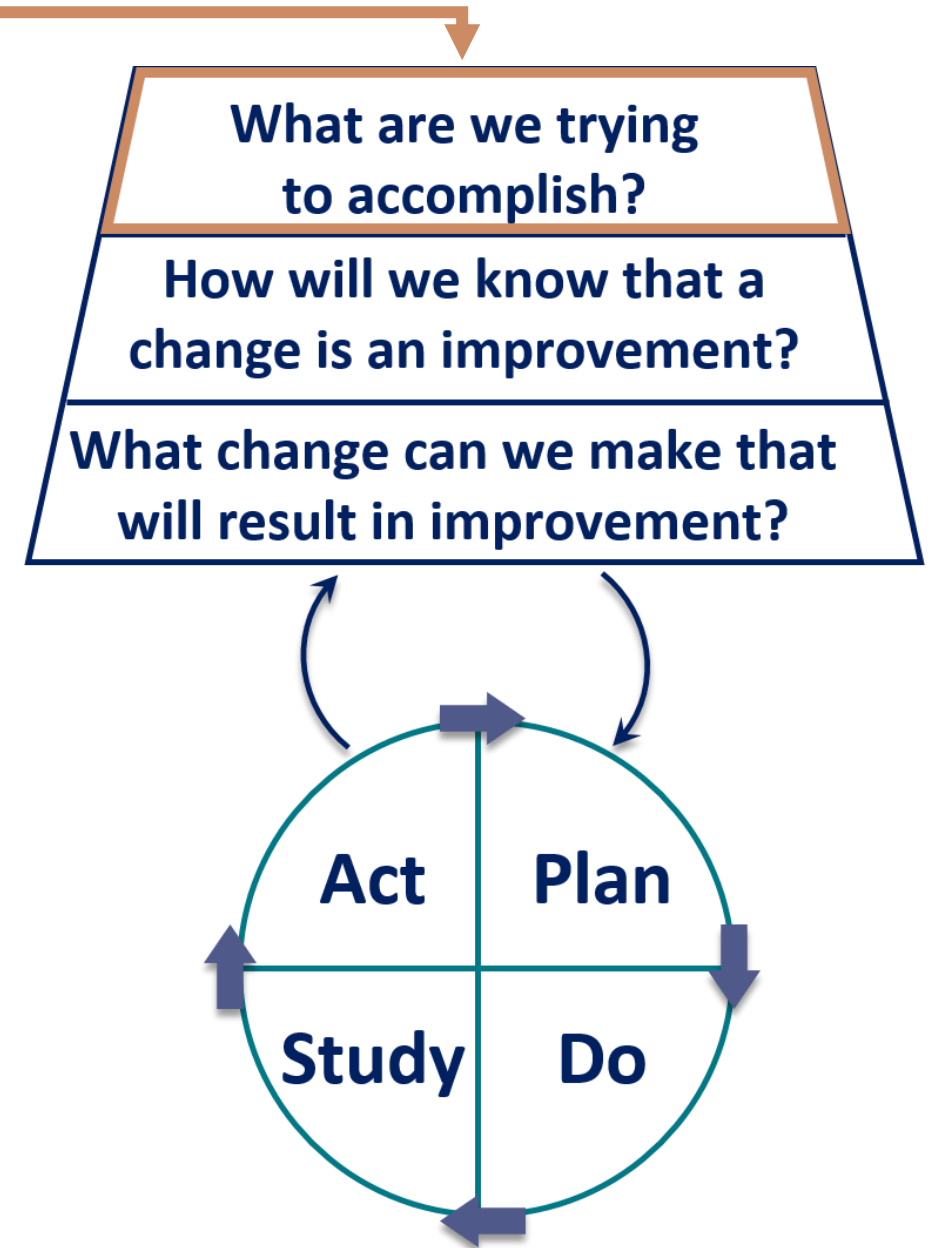 What are we trying
to accomplish?
How will we know that a
change is an improvement?
What change can we make that
will result in improvement?
Act
Plan
Study
Do